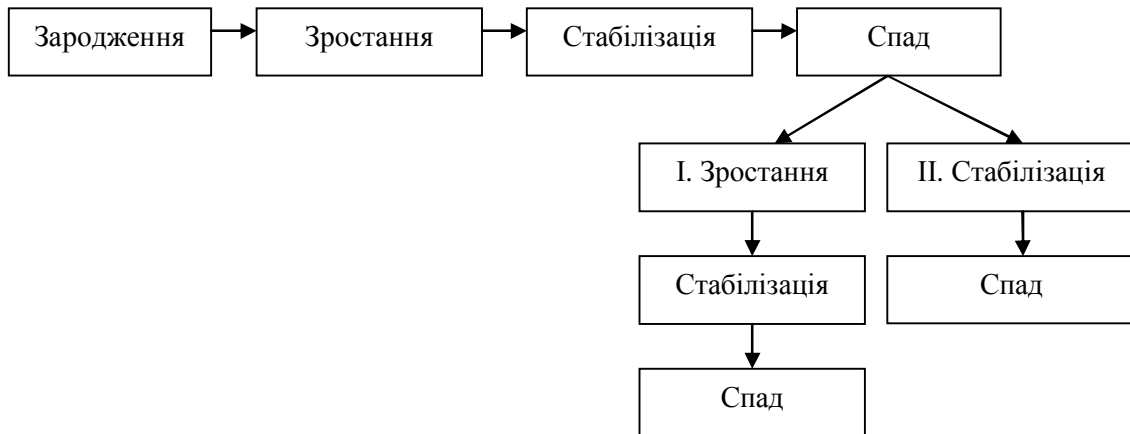 Зародження
Зростання
Стабілізація
Спад
І. Зростання
ІІ. Стабілізація
Стабілізація
Спад
Спад